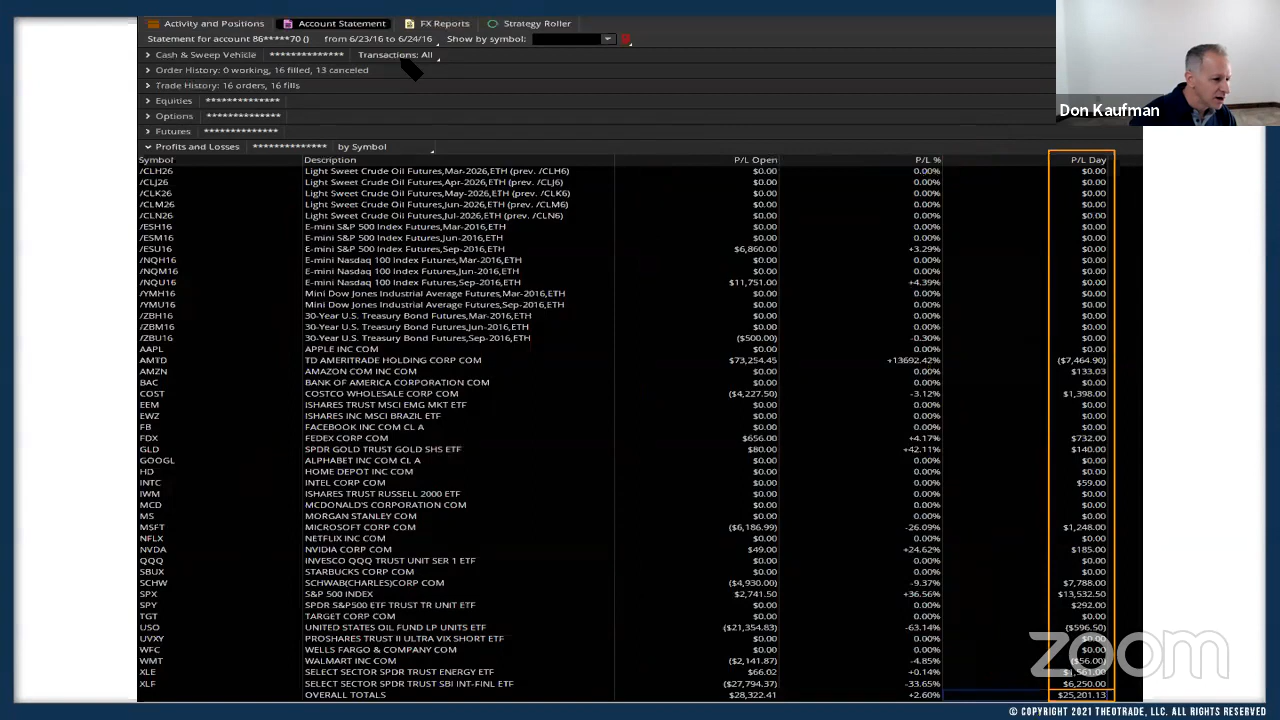 Activity and Positions Account Statement FX Reports Strategy Roller
Statement for account 86*****70 () from 6/23/16 to 6/24/16 Show by symbol:
Cash & Sweep Vehicle ************** Transactions: All
Order History: 0 working, 16 filled, 13 canceled
Trade History: 16 orders, 16 fills
Equities **************
Options **************
Futures **************
Profits and Losses ************** by Symbol
Don Kaufman
Symbol Description P/L Open P/L % P/L Day
/CLH26 Light Sweet Crude Oil Futures,Mar-2026,ETH (prev. /CLH6) $0.00 0.00% $0.00
/CLJ26 Light Sweet Crude Oil Futures,Apr-2026,ETH (prev. /CLJ6) $0.00 0.00% $0.00
/CLK26 Light Sweet Crude Oil Futures,May-2026,ETH (prev. /CLK6) $0.00 0.00% $0.00
/CLM26 Light Sweet Crude Oil Futures,Jun-2026,ETH (prev. /CLM6) $0.00 0.00% $0.00
/CLN26 Light Sweet Crude Oil Futures,Jul-2026,ETH (prev. /CLN6) $0.00 0.00% $0.00
/ESH16 E-mini S&P 500 Index Futures,Mar-2016,ETH $0.00 0.00% $0.00
/ESM16 E-mini S&P 500 Index Futures,Jun-2016,ETH $0.00 0.00% $0.00
/ESU16 E-mini S&P 500 Index Futures,Sep-2016,ETH $6,860.00 +3.29% $0.00
/NQH16 E-mini Nasdaq 100 Index Futures,Mar-2016,ETH $0.00 0.00% $0.00
/NQM16 E-mini Nasdaq 100 Index Futures,Jun-2016,ETH $0.00 0.00% $0.00
/NQU16 E-mini Nasdaq 100 Index Futures,Sep-2016,ETH $11,751.00 +4.39% $0.00
/YMH16 Mini Dow Jones Industrial Average Futures,Mar-2016,ETH $0.00 0.00% $0.00
/YMU16 Mini Dow Jones Industrial Average Futures,Sep-2016,ETH $0.00 0.00% $0.00
/ZBH16 30-Year U.S. Treasury Bond Futures,Mar-2016,ETH $0.00 0.00% $0.00
/ZBM16 30-Year U.S. Treasury Bond Futures,Jun-2016,ETH $0.00 0.00% $0.00
/ZBU16 30-Year U.S. Treasury Bond Futures,Sep-2016,ETH ($500.00) -0.30% $0.00
AAPL APPLE INC COM $0.00 0.00% $0.00
AMTD TD AMERITRADE HOLDING CORP COM $73,254.45 +13692.42% ($7,464.90)
AMZN AMAZON COM INC COM $0.00 0.00% $133.03
BAC BANK OF AMERICA CORPORATION COM $0.00 0.00% $0.00
COST COSTCO WHOLESALE CORP COM ($4,227.50) -3.12% $1,398.00
EEM ISHARES TRUST MSCI EMG MKT ETF $0.00 0.00% $0.00
EWZ ISHARES INC MSCI BRAZIL ETF $0.00 0.00% $0.00
FB FACEBOOK INC COM CL A $0.00 0.00% $0.00
FDX FEDEX CORP COM $656.00 +4.17% $732.00
GLD SPDR GOLD TRUST GOLD SHS ETF $80.00 +42.11% $140.00
GOOGL ALPHABET INC COM CL A $0.00 0.00% $0.00
HD HOME DEPOT INC COM $0.00 0.00% $0.00
INTC INTEL CORP COM $0.00 0.00% $59.00
IWM ISHARES TRUST RUSSELL 2000 ETF $0.00 0.00% $0.00
MCD MCDONALD'S CORPORATION COM $0.00 0.00% $0.00
MS MORGAN STANLEY COM $0.00 0.00% $0.00
MSFT MICROSOFT CORP COM ($6,186.99) -26.09% $1,248.00
NFLX NETFLIX INC COM $0.00 0.00% $0.00
NVDA NVIDIA CORP COM $49.00 +24.62% $185.00
QQQ INVESCO QQQ TRUST UNIT SER 1 ETF $0.00 0.00% $0.00
SBUX STARBUCKS CORP COM $0.00 0.00% $0.00
SCHW SCHWAB(CHARLES)CORP COM ($4,930.00) -9.37% $7,788.00
SPX S&P 500 INDEX $2,741.50 +36.56% $13,532.50
SPY SPDR S&P500 ETF TRUST TR UNIT ETF $0.00 0.00% $292.00
TGT TARGET CORP COM $0.00 0.00% $0.00
USO UNITED STATES OIL FUND LP UNITS ETF ($21,354.83) -63.14% ($596.50)
UVXY PROSHARES TRUST II ULTRA VIX SHORT ETF $0.00 0.00% $0.00
WFC WELLS FARGO & COMPANY COM $0.00 0.00% $0.00
WMT WALMART INC COM ($2,141.87) -4.85% ($56.00)
XLE SELECT SECTOR SPDR TRUST ENERGY ETF $66.02 +0.14% $1,561.00
XLF SELECT SECTOR SPDR TRUST SBI INT-FINL ETF ($27,794.37) -33.65% $6,250.00
OVERALL TOTALS $28,322.41 +2.60% $25,201.13
zoom
© COPYRIGHT 2021 THEOTRADE, LLC. ALL RIGHTS RESERVED